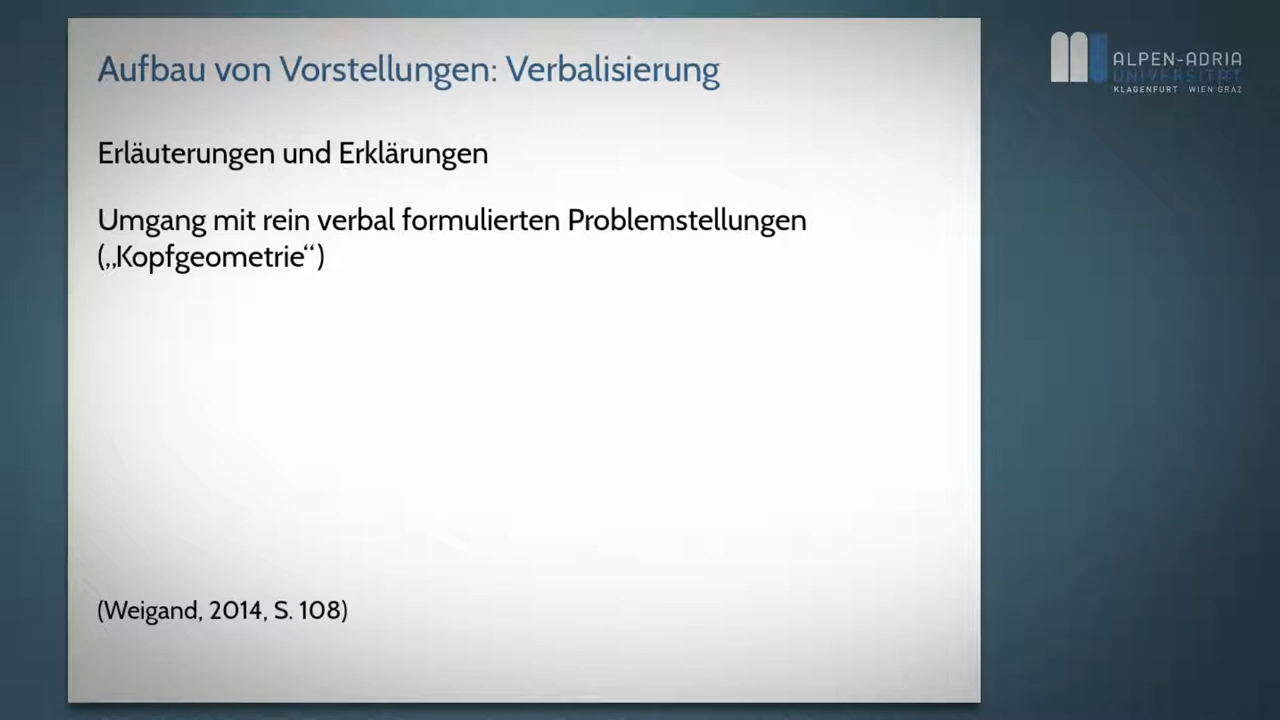 Aufbau von Vorstellungen: Verbalisierung
Erläuterungen und Erklärungen
Umgang mit rein verbal formulierten Problemstellungen
(„Kopfgeometrie“)
(Weigand, 2014, S. 108)
ALPEN-ADRIA
UNIVERSITÄT
KLAGENFURT WIEN GRAZ